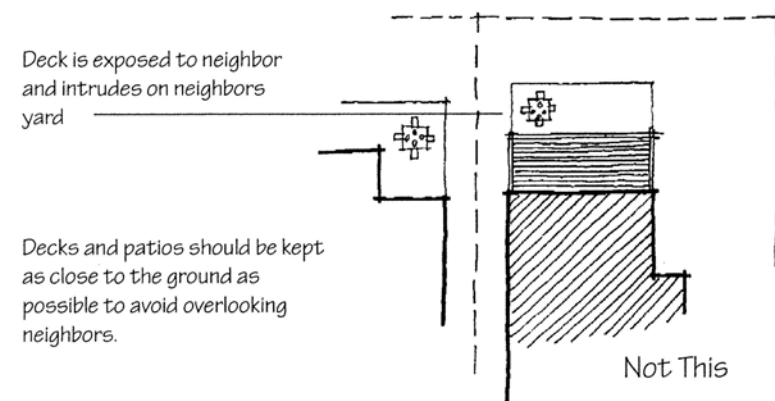 Deck is exposed to neighbor
and intrudes on neighbors
yard
Decks and patios should be kept
as close to the ground as
possible to avoid overlooking
neighbors.
Not This